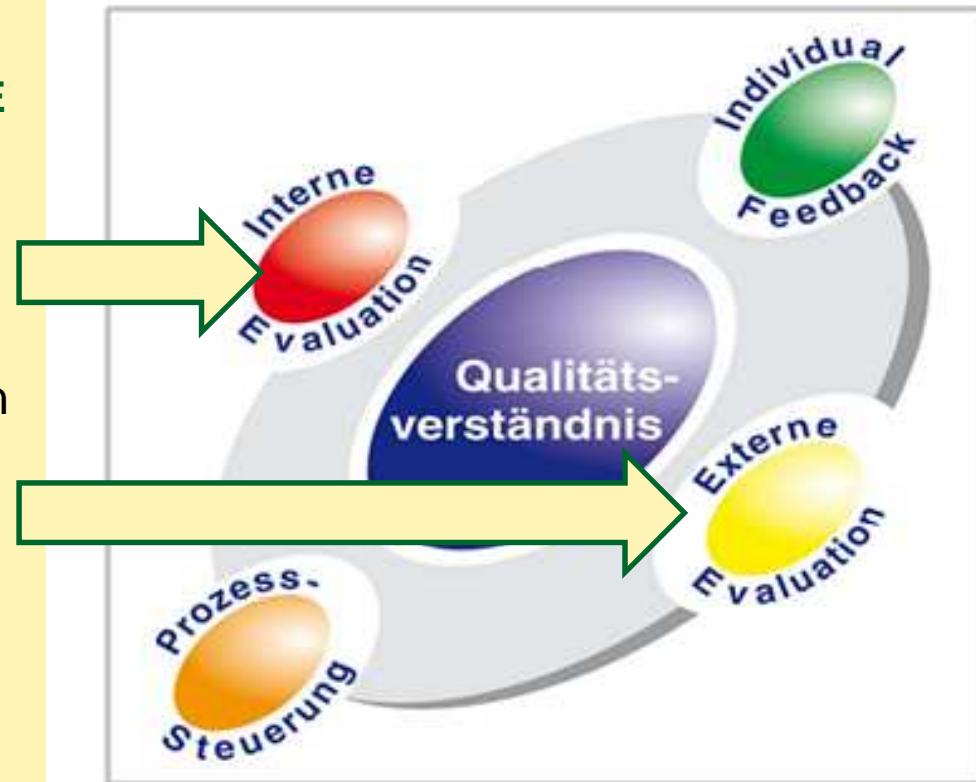 E
n
Individual
Feedback
Interne
Evaluation
Qualitäts-
verständnis
Externe
Evaluation
Prozess-
Steuerung